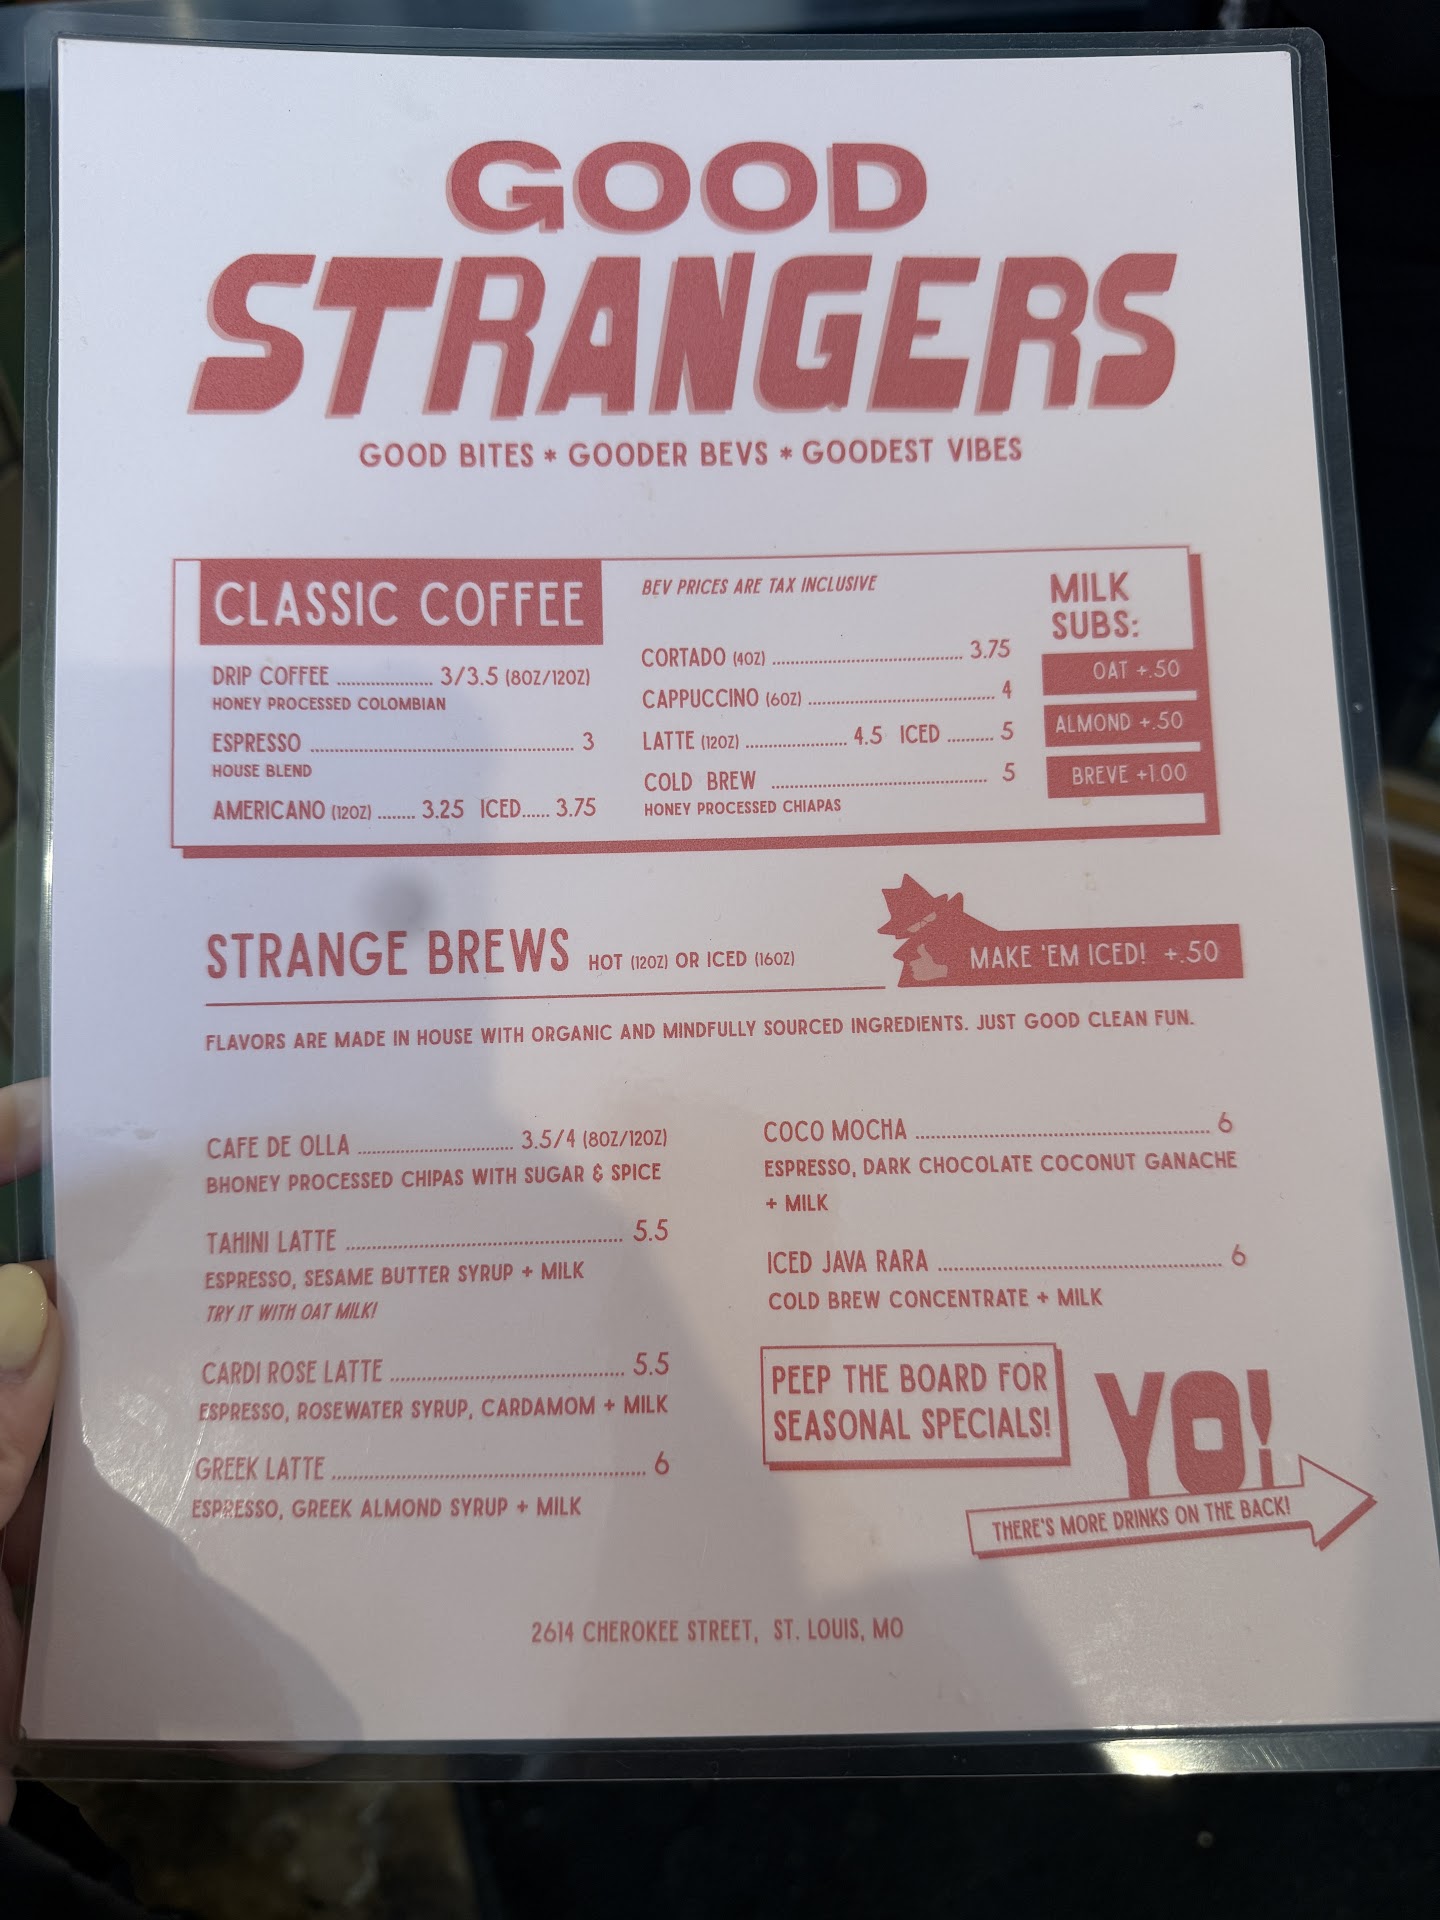 GOOD
STRANGERS
GOOD BITES * GOODER BEVS * GOODEST VIBES
CLASSIC COFFEE
DRIP COFFEE .................. 3/3.5 (8OZ/12OZ)
HONEY PROCESSED COLOMBIAN
ESPRESSO .................. 3
HOUSE BLEND
AMERICANO (12OZ) ........ 3.25 ICED...... 3.75
BEV PRICES ARE TAX INCLUSIVE
CORTADO (4OZ) .................. 3.75
CAPPUCCINO (6OZ) .................. 4
LATTE (12OZ) .................. 4.5 ICED .......... 5
COLD BREW .................. 5
HONEY PROCESSED CHIAPAS
MILK
SUBS:
OAT +.50
ALMOND +.50
BREVE +1.00
STRANGE BREWS HOT (12OZ) OR ICED (16OZ)
MAKE 'EM ICED! +.50
FLAVORS ARE MADE IN HOUSE WITH ORGANIC AND MINDFULLY SOURCED INGREDIENTS. JUST GOOD CLEAN FUN.
CAFE DE OLLA .................. 3.5/4 (8OZ/12OZ)
BHONEY PROCESSED CHIPAS WITH SUGAR & SPICE
TAHINI LATTE .................. 5.5
ESPRESSO, SESAME BUTTER SYRUP + MILK
TRY IT WITH OAT MILK!
CARDI ROSE LATTE .................. 5.5
ESPRESSO, ROSEWATER SYRUP, CARDAMOM + MILK
GREEK LATTE .................. 6
ESPRESSO, GREEK ALMOND SYRUP + MILK
COCO MOCHA .................. 6
ESPRESSO, DARK CHOCOLATE COCONUT GANACHE
+ MILK
ICED JAVA RARA .................. 6
COLD BREW CONCENTRATE + MILK
PEEP THE BOARD FOR
SEASONAL SPECIALS!
YO!
THERE'S MORE DRINKS ON THE BACK!
2614 CHEROKEE STREET, ST. LOUIS, MO